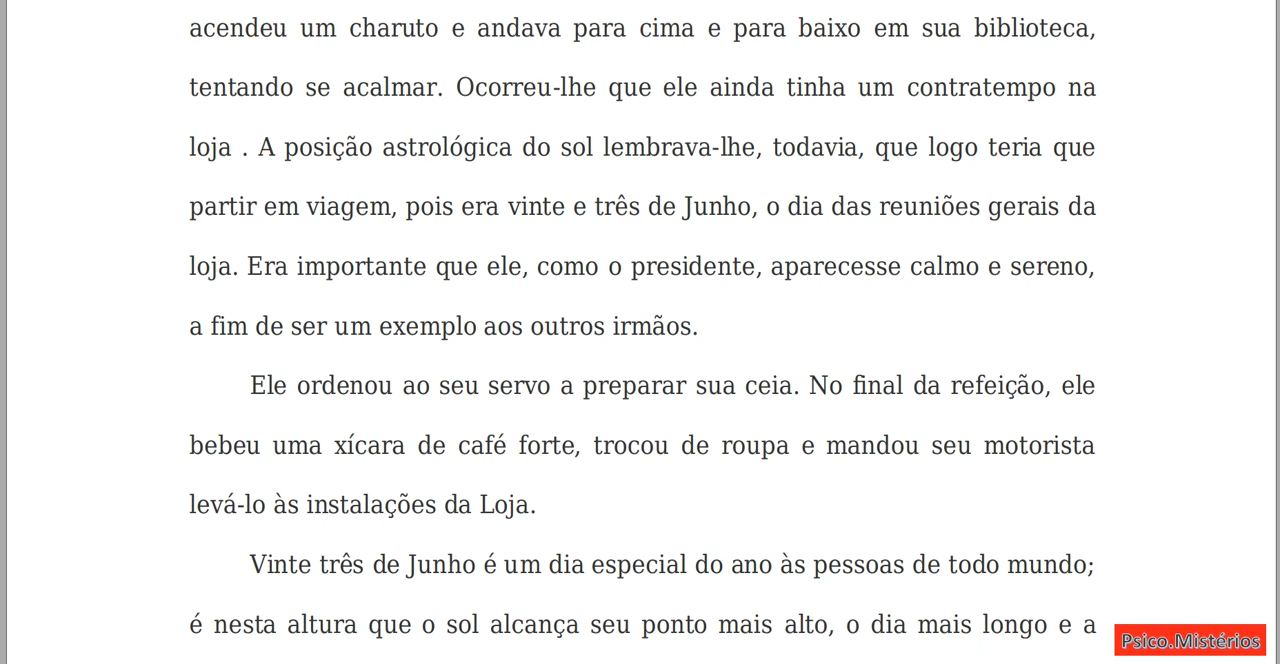 acendeu um charuto e andava para cima e para baixo em sua biblioteca,
tentando se acalmar. Ocorreu-lhe que ele ainda tinha um contratempo na
loja . A posição astrológica do sol lembrava-lhe, todavia, que logo teria que
partir em viagem, pois era vinte e três de Junho, o dia das reuniões gerais da
loja. Era importante que ele, como o presidente, aparecesse calmo e sereno,
a fim de ser um exemplo aos outros irmãos.
Ele ordenou ao seu servo a preparar sua ceia. No final da refeição, ele
bebeu uma xícara de café forte, trocou de roupa e mandou seu motorista
levá-lo às instalações da Loja.
Vinte três de Junho é um dia especial do ano às pessoas de todo mundo;
é nesta altura que o sol alcança seu ponto mais alto, o dia mais longo e a
Psico.Mistérios